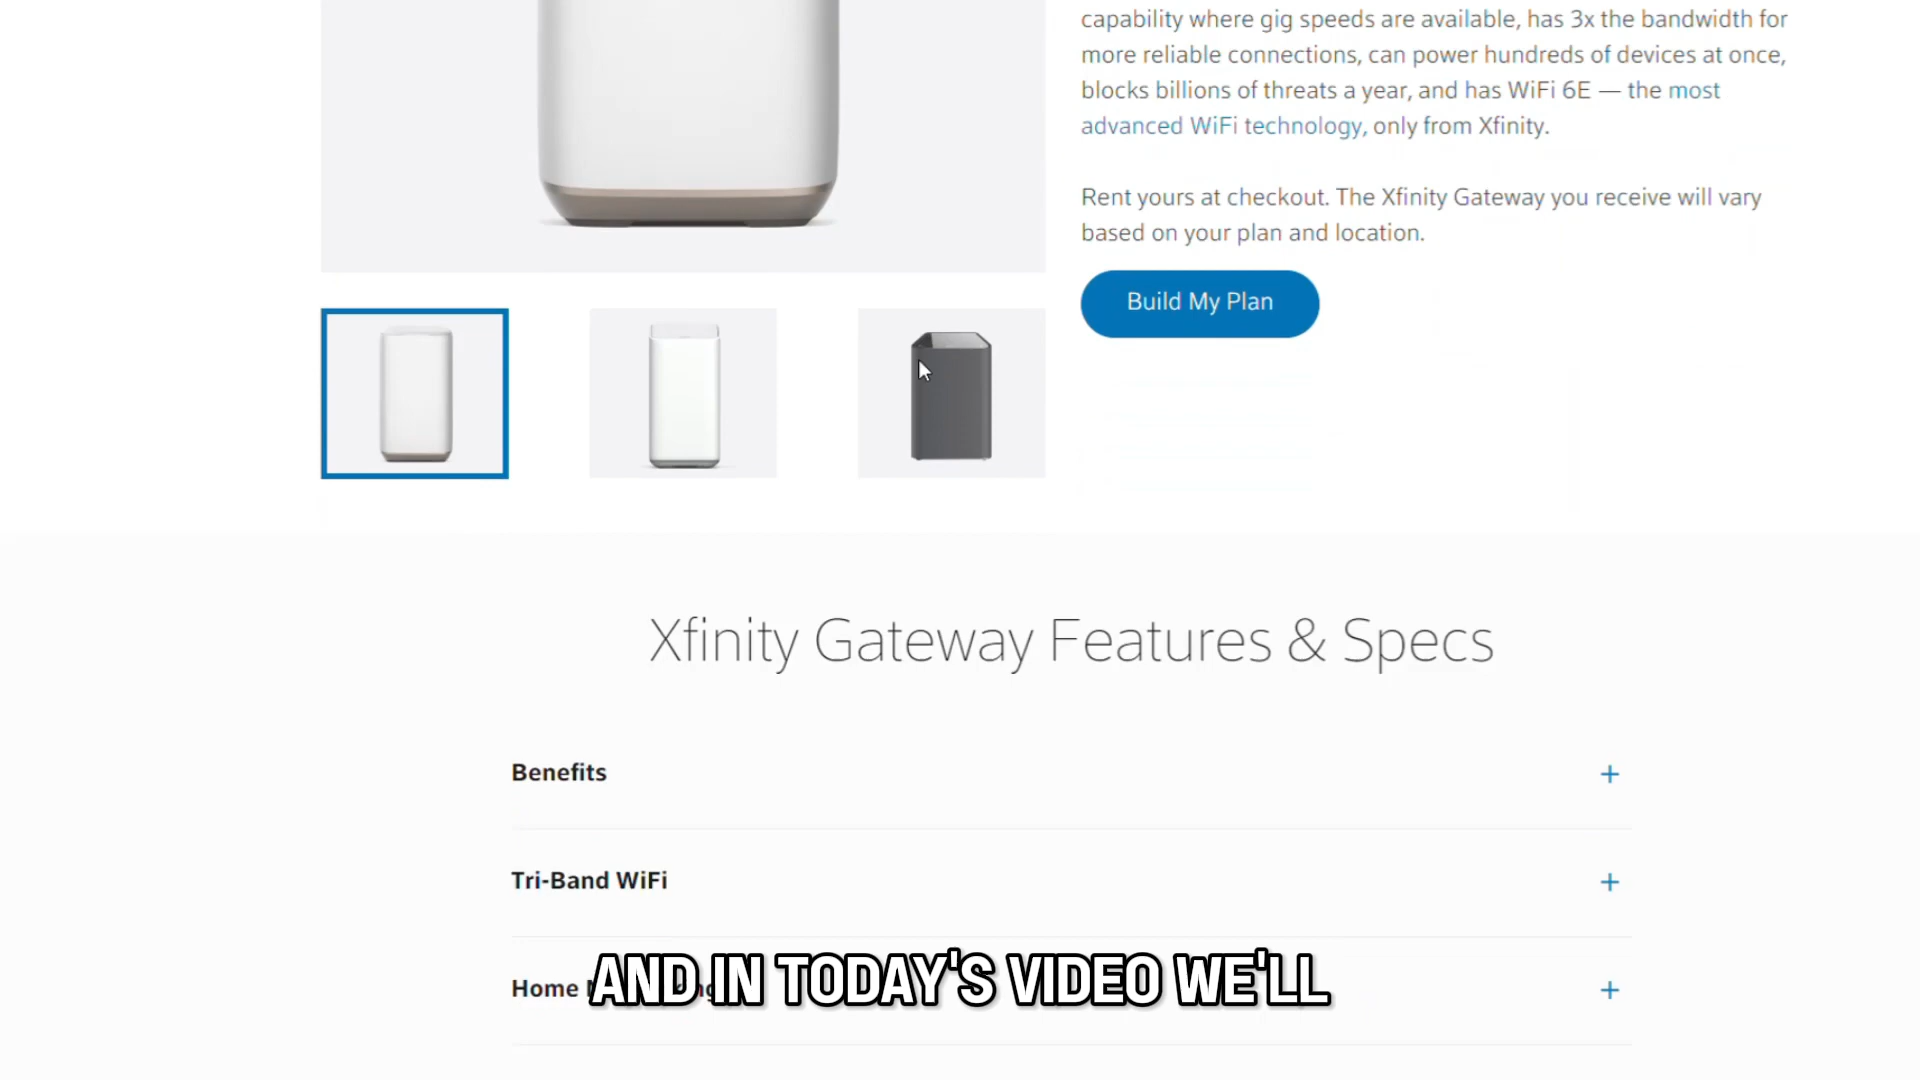 capability where gig speeds are available, has 3x the bandwidth for
more reliable connections, can power hundreds of devices at once,
blocks billions of threats a year, and has WiFi 6E — the most
advanced WiFi technology, only from Xfinity.
Rent yours at checkout. The Xfinity Gateway you receive will vary
based on your plan and location.
Build My Plan
Xfinity Gateway Features & Specs
Benefits
+
Tri-Band WiFi
+
Home
+
AND IN TODAY'S VIDEO WE'LL